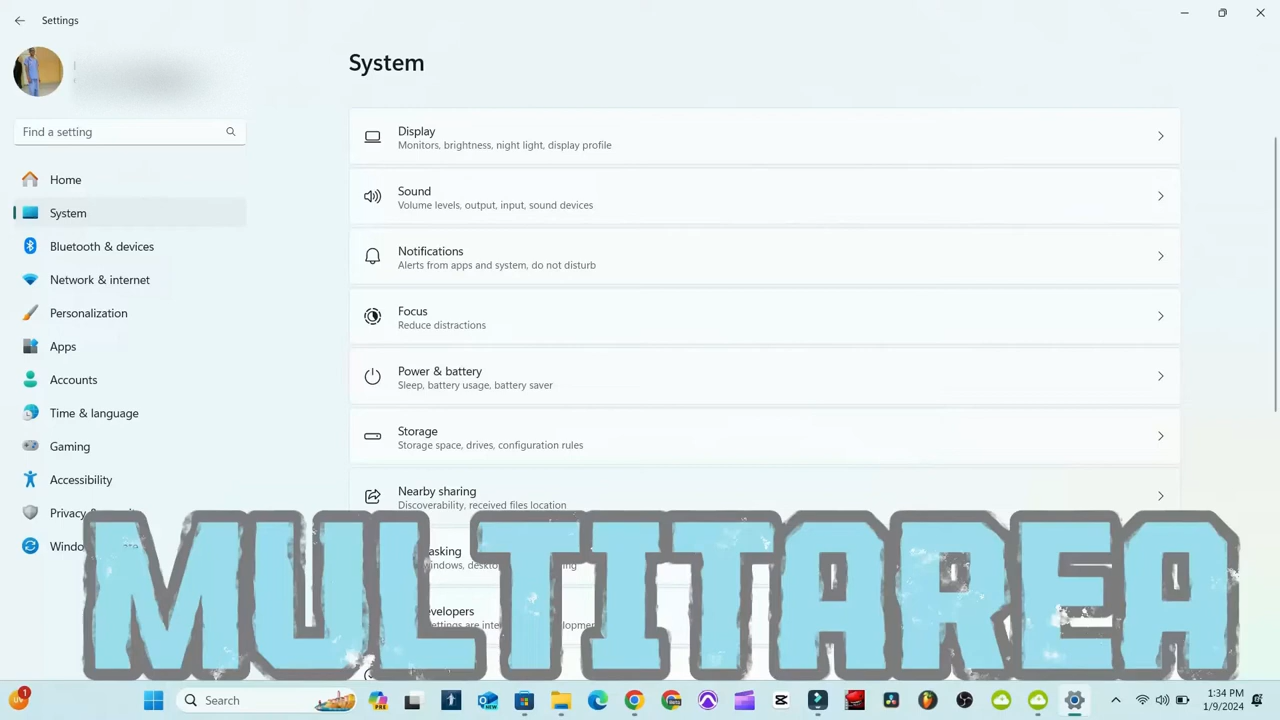 Settings
System
Find a setting
Home
System
Bluetooth & devices
Network & internet
Personalization
Apps
Accounts
Time & language
Gaming
Accessibility
Display
Monitors, brightness, night light, display profile
Sound
Volume levels, output, input, sound devices
Notifications
Alerts from apps and system, do not disturb
Focus
Reduce distractions
Power & battery
Sleep, battery usage, battery saver
Storage
Storage space, drives, configuration rules
Nearby sharing
Discoverability, received files location
MULTITAREA
1
Search
NEW
1:34 PM
1/9/2024